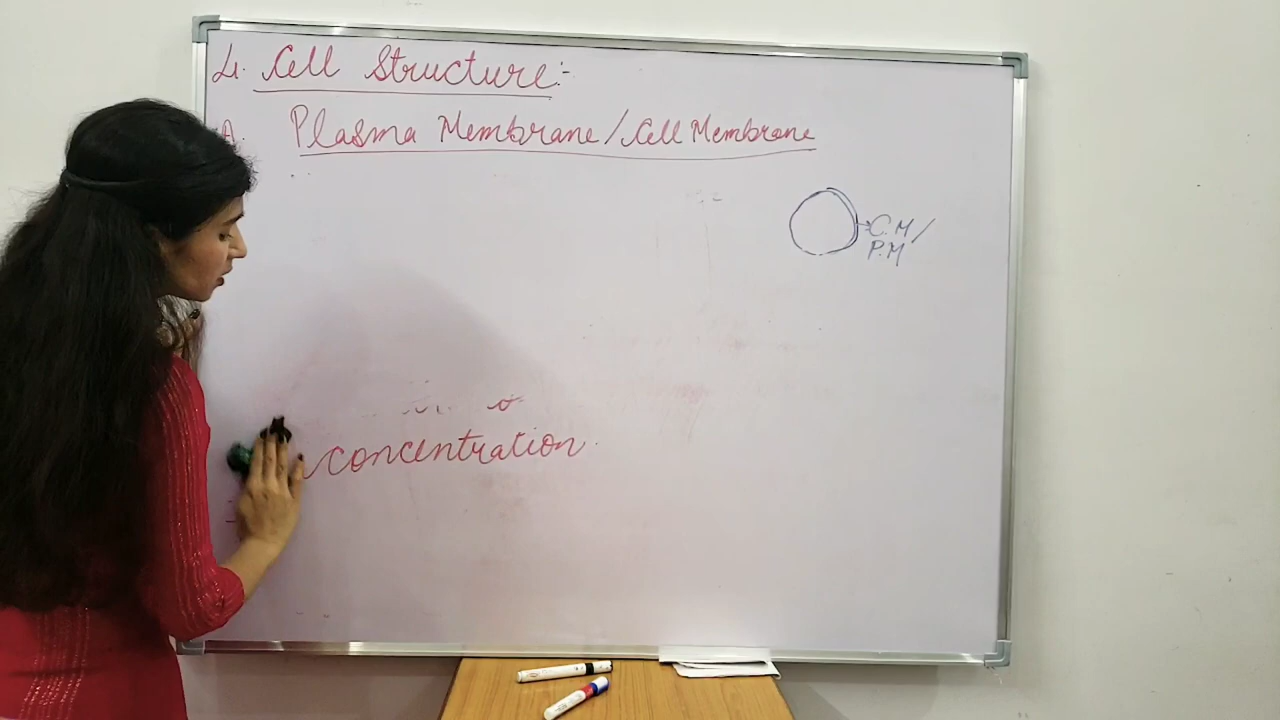 4. Cell Structure:-
A. Plasma Membrane/Cell Membrane
C.M/
P.M
concentration.